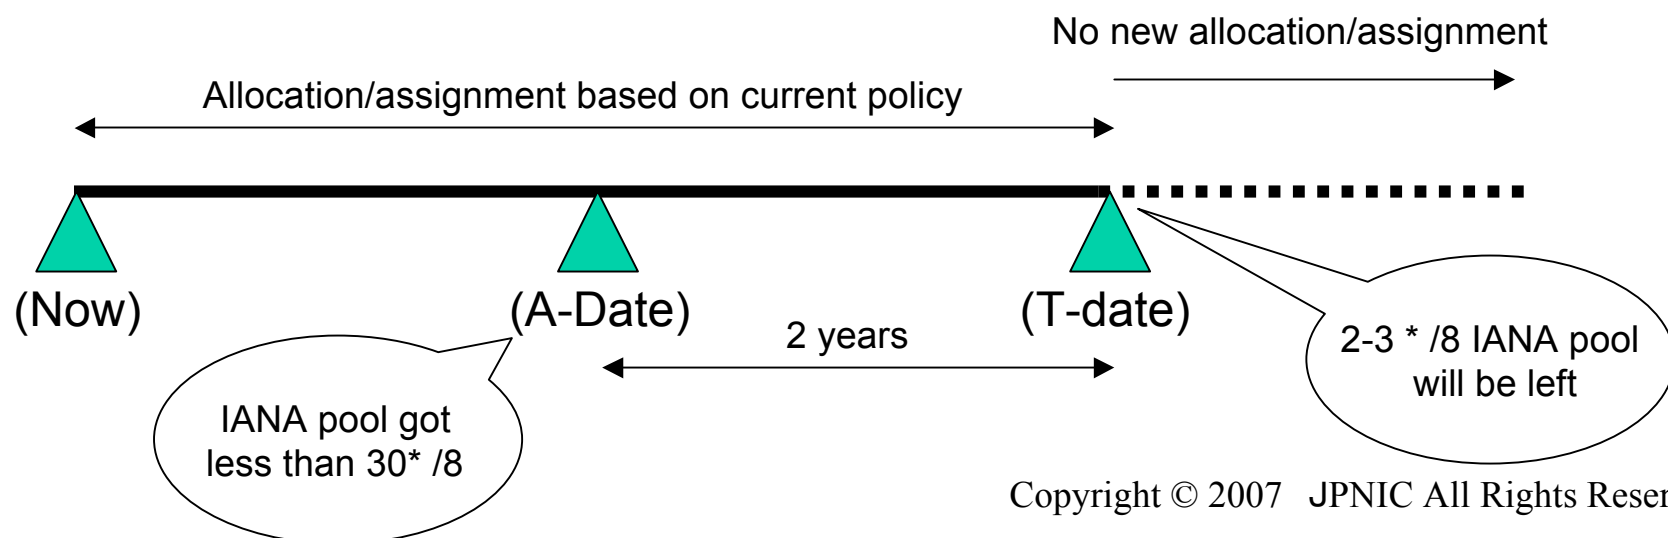 No new allocation/assignment
Allocation/assignment based on current policy
(Now)
(A-Date)
(T-date)
2 years
2-3 * /8 IANA pool
will be left
IANA pool got
less than 30* /8
Copyright © 2007 JPNIC All Rights